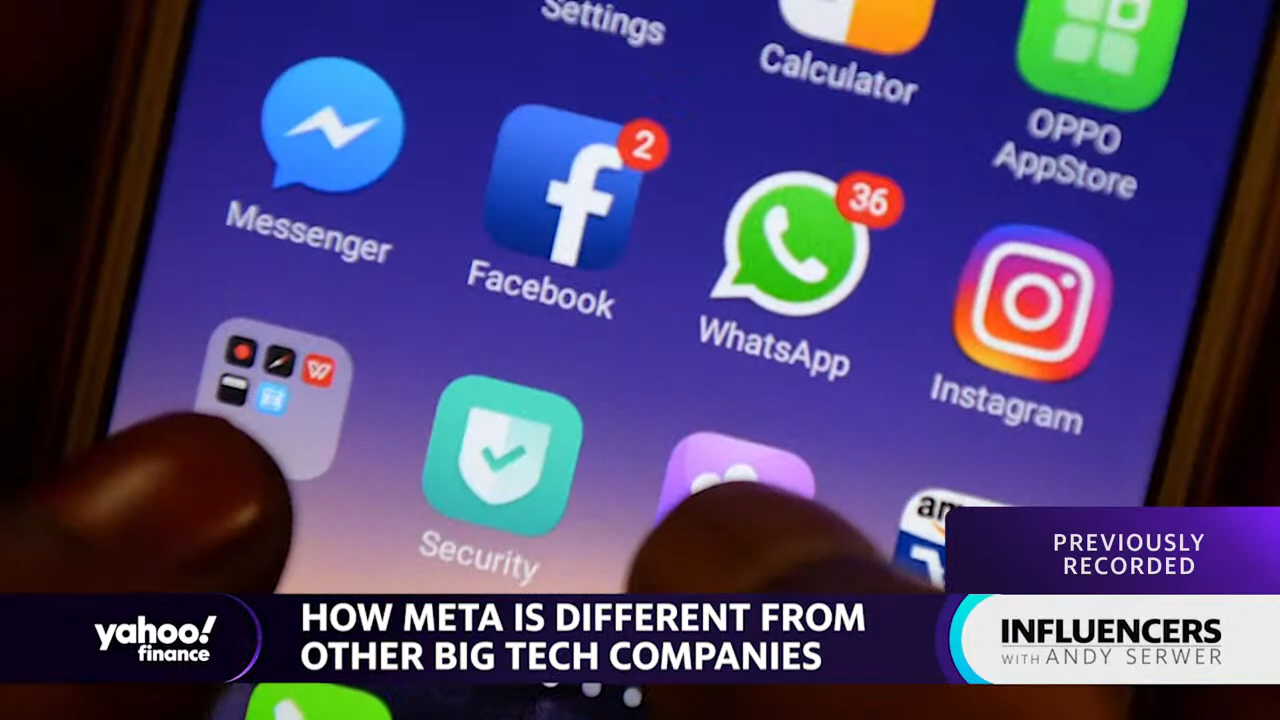 Settings
Calculator
OPPO
AppStore
Messenger
Facebook
2
WhatsApp
36
Instagram
Security
PREVIOUSLY
RECORDED
yahoo!
finance
HOW META IS DIFFERENT FROM
OTHER BIG TECH COMPANIES
INFLUENCERS
WITH ANDY SERWER